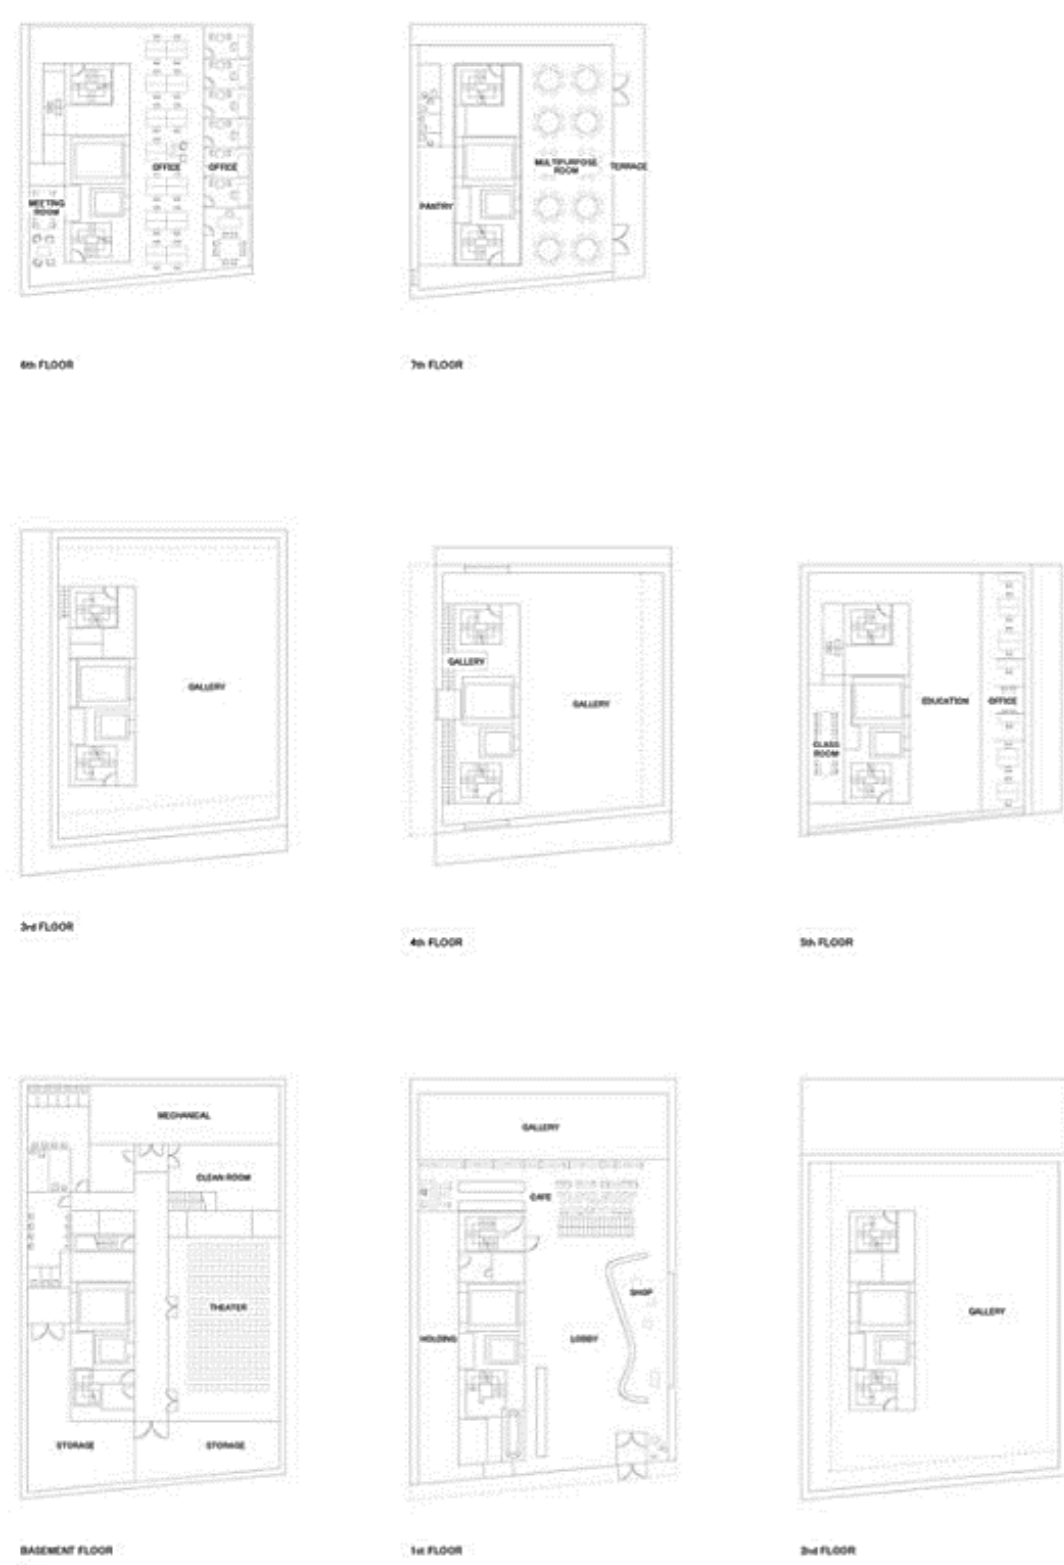 OFFICE
OFFICE
MEETING
ROOM
MULTIPURPOSE
ROOM
TERRACE
PANTRY
6th FLOOR
7th FLOOR
GALLERY
GALLERY
GALLERY
EDUCATION
OFFICE
CLASS
ROOM
3rd FLOOR
4th FLOOR
5th FLOOR
MECHANICAL
CLEAN ROOM
THEATER
STORAGE
STORAGE
GALLERY
CAFE
SHOP
HOLDING
LOBBY
GALLERY
BASEMENT FLOOR
1st FLOOR
2nd FLOOR